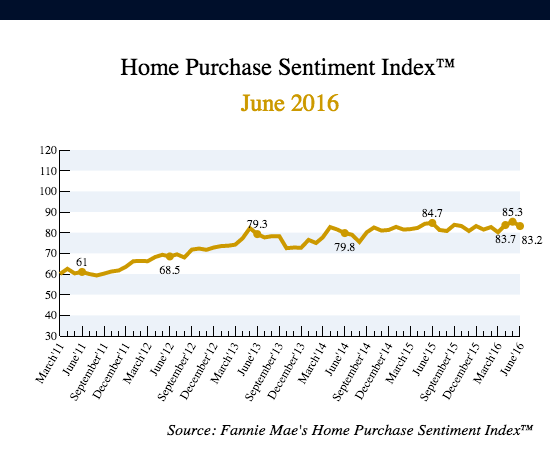 Home Purchase Sentiment Index™
June 2016
120
110
100
90
80
70
60
50
40
30
61
68.5
79.3
79.8
84.7
83.7
85.3
83.2
March'11
June'11
September'11
December'11
March'12
June'12
September'12
December'12
March'13
June'13
September'13
December'13
March'14
June'14
September'14
December'14
March'15
June'15
September'15
December'15
March'16
June'16
Source: Fannie Mae's Home Purchase Sentiment Index™